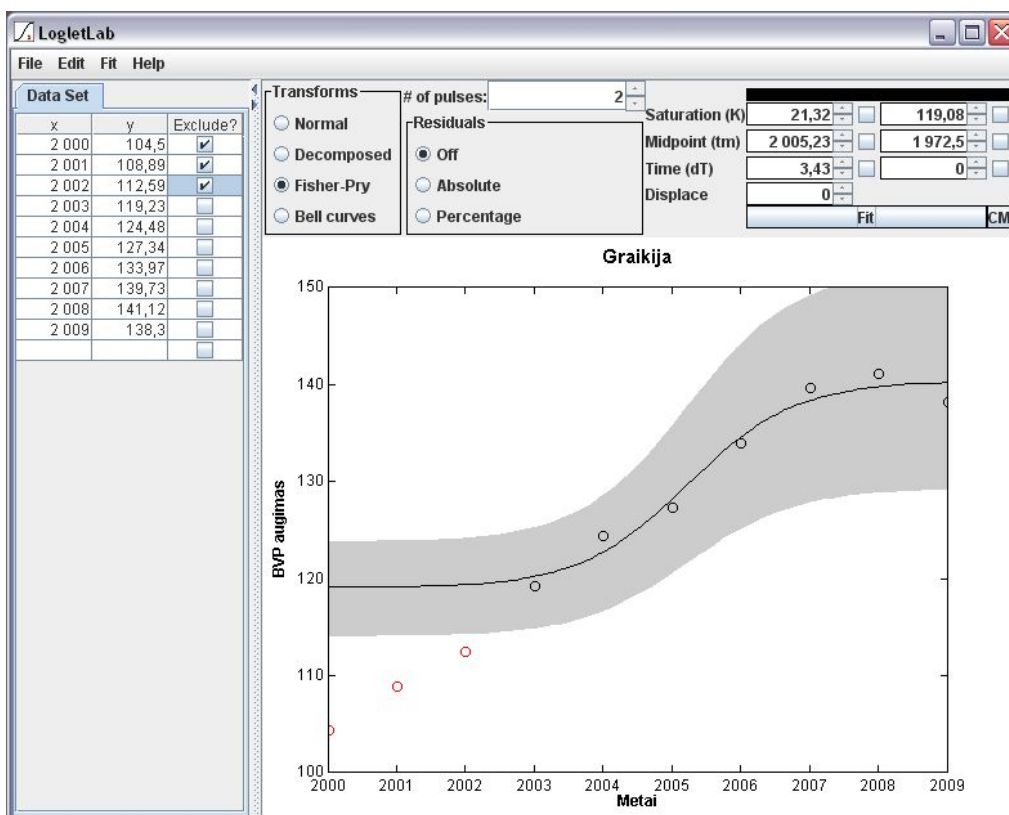 LogletLab
File Edit Fit Help
Data Set
x y Exclude?
2 000 104,5
2 001 108,89
2 002 112,59
2 003 119,23
2 004 124,48
2 005 127,34
2 006 133,97
2 007 139,73
2 008 141,12
2 009 138,3
Transforms
Normal
Decomposed
Fisher-Pry
Bell curves
# of pulses: 2
Residuals
Off
Absolute
Percentage
Saturation (K) 21,32 119,08
Midpoint (tm) 2 005,23 1 972,5
Time (dT) 3,43 0
Displace 0
Fit CM
Graikija
150
140
130
120
110
100
BVP augimas
2000 2001 2002 2003 2004 2005 2006 2007 2008 2009
Metai